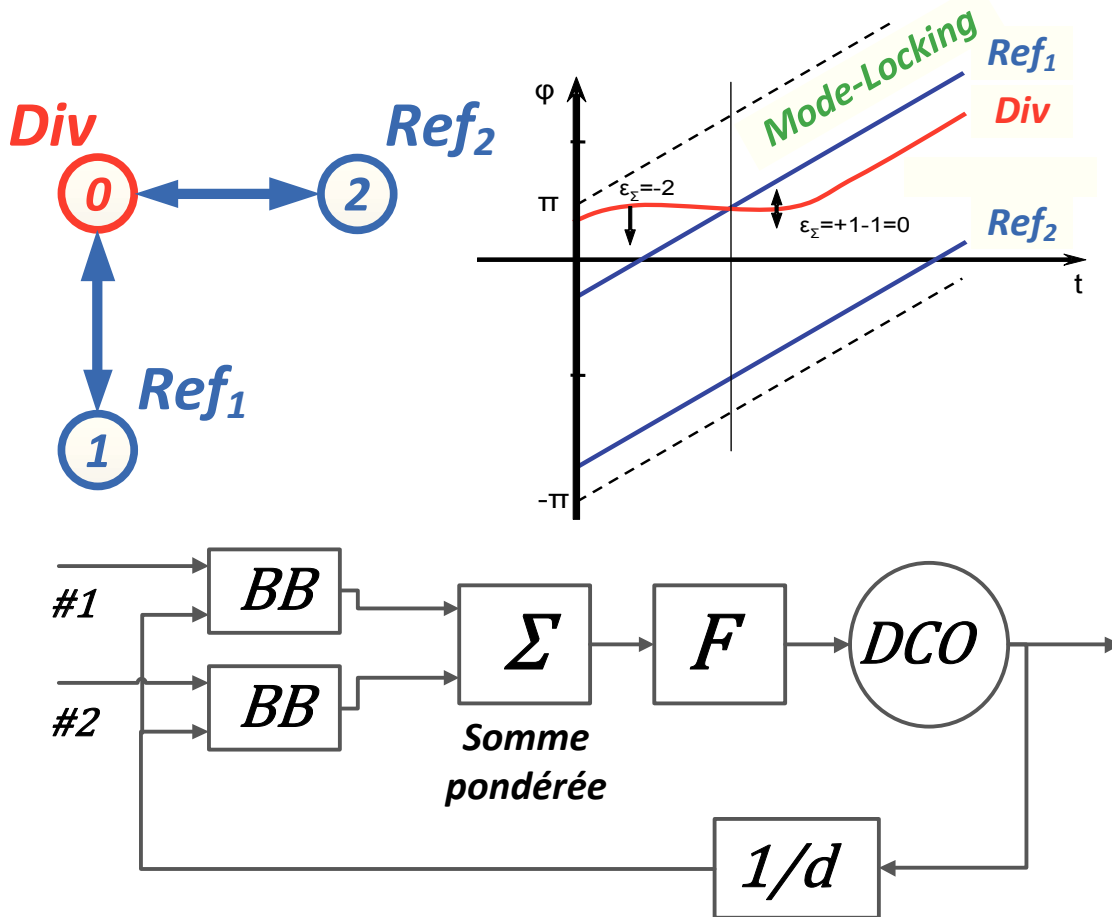 Div
Ref2
0
2
Ref1
1
φ
Mode-Locking
Ref1
Div
π
εΣ=-2
εΣ=+1-1=0
Ref2
t
-π
#1
BB
#2
BB
Σ
F
DCO
Somme
pondérée
1/d